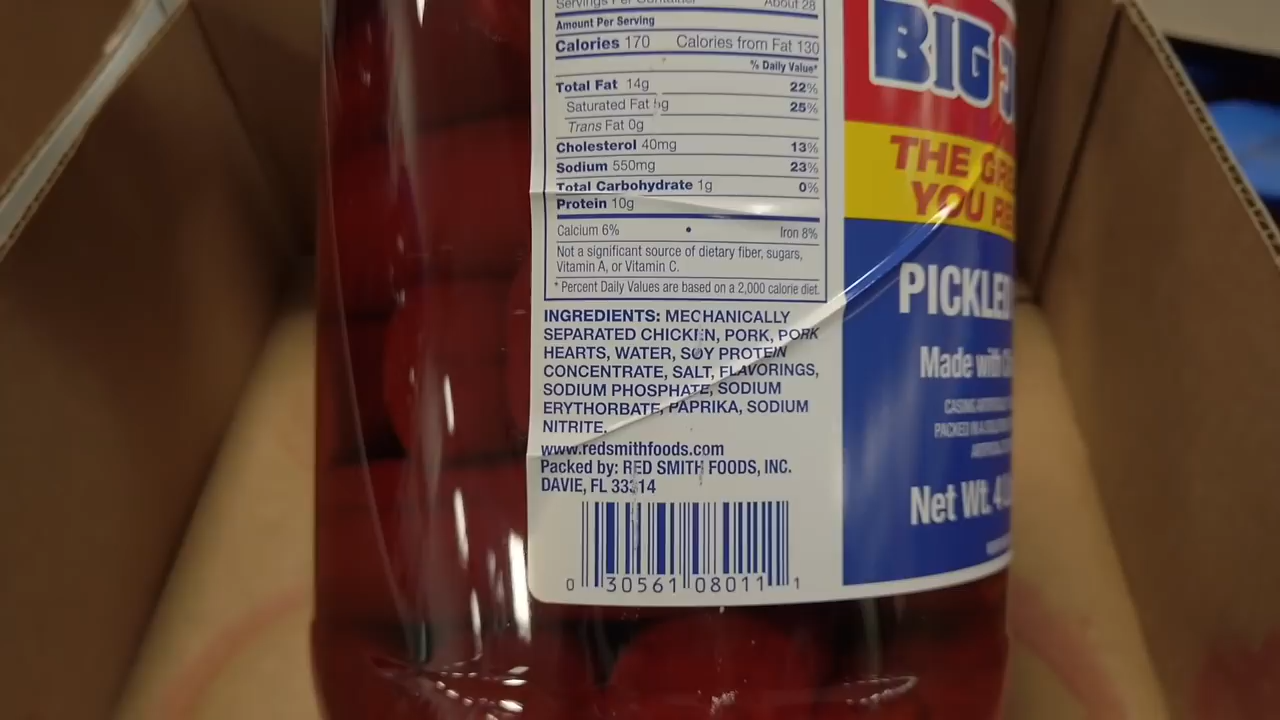 Servings Per Container About 28
Amount Per Serving
Calories 170 Calories from Fat 130
% Daily Value*
Total Fat 14g 22%
Saturated Fat g 25%
Trans Fat 0g
Cholesterol 40mg 13%
Sodium 550mg 23%
Total Carbohydrate 1g 0%
Protein 10g
Calcium 6% • Iron 8%
Not a significant source of dietary fiber, sugars,
Vitamin A, or Vitamin C.
* Percent Daily Values are based on a 2,000 calorie diet.
INGREDIENTS: MECHANICALLY
SEPARATED CHICKEN, PORK, PORK
HEARTS, WATER, SOY PROTEIN
CONCENTRATE, SALT, FLAVORINGS,
SODIUM PHOSPHATE, SODIUM
ERYTHORBATE, PAPRIKA, SODIUM
NITRITE.
www.redsmithfoods.com
Packed by: RED SMITH FOODS, INC.
DAVIE, FL 33314
0 30561 08011 1
BIG
THE GRE
YOU RE
PICKLED
Made with
Net Wt. 4